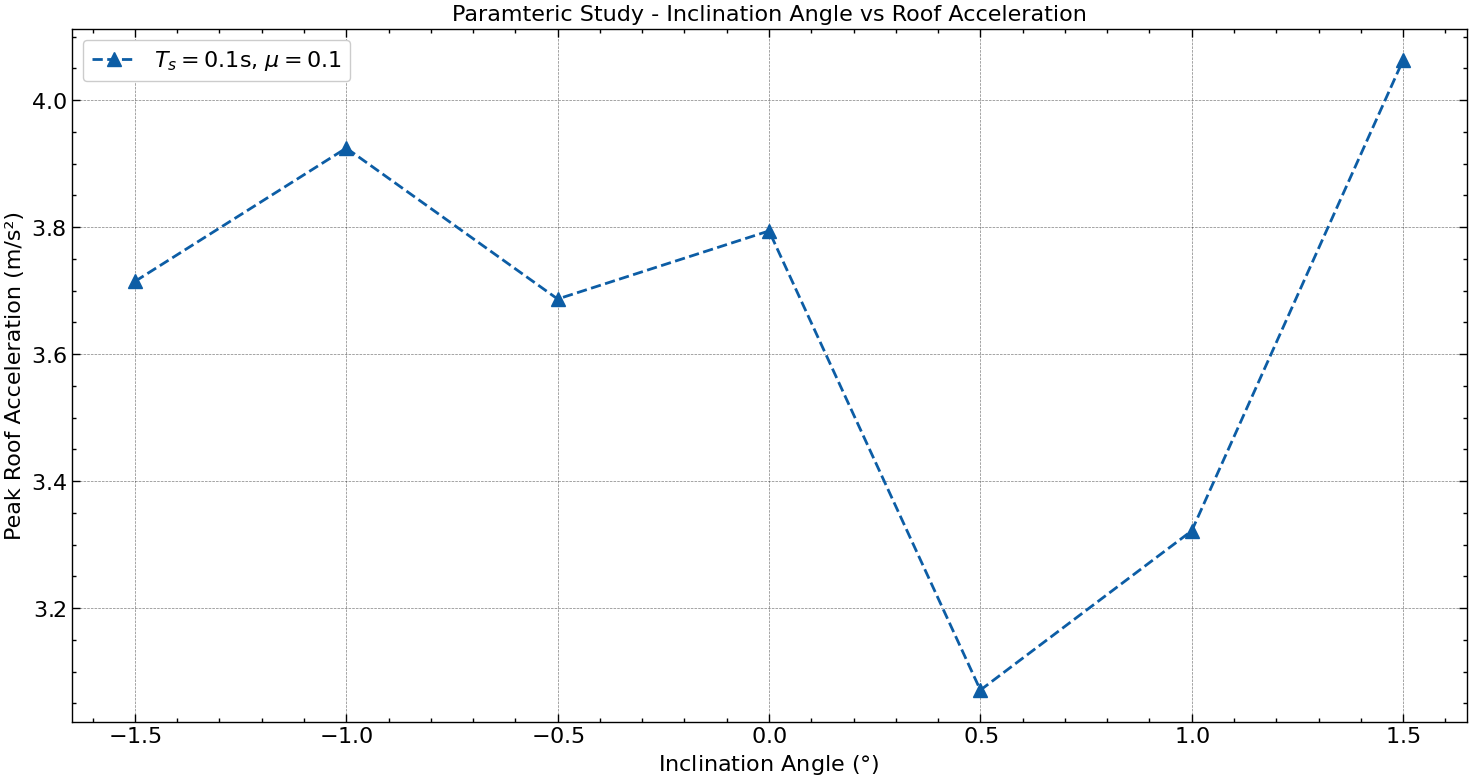 Paramteric Study - Inclination Angle vs Roof Acceleration
T_s = 0.1s, μ = 0.1
Peak Roof Acceleration (m/s²)
4.0
3.8
3.6
3.4
3.2
−1.5 −1.0 −0.5 0.0 0.5 1.0 1.5
Inclination Angle (°)